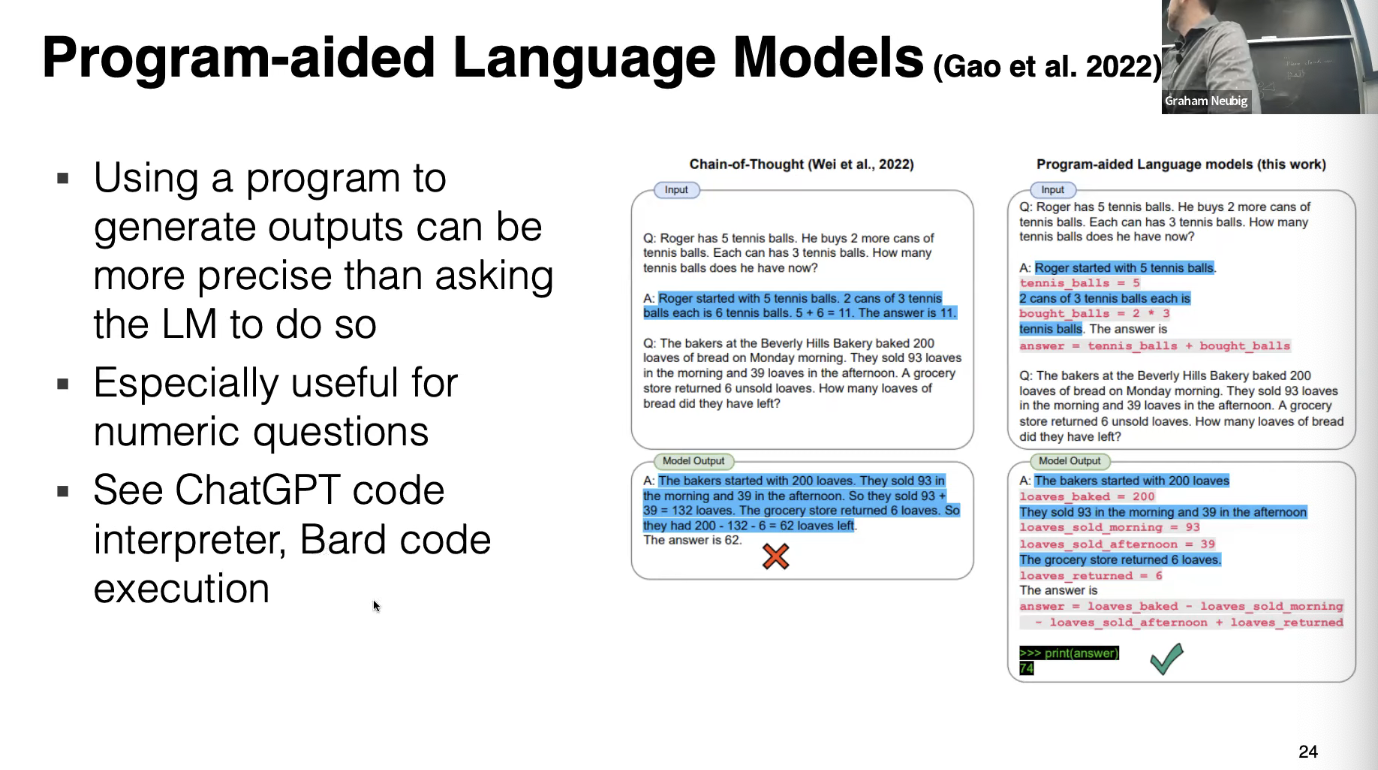 Program-aided Language Models (Gao et al. 2022)
Graham Neubig
▪ Using a program to
generate outputs can be
more precise than asking
the LM to do so
▪ Especially useful for
numeric questions
▪ See ChatGPT code
interpreter, Bard code
execution
Chain-of-Thought (Wei et al., 2022)
Input
Q: Roger has 5 tennis balls. He buys 2 more cans of
tennis balls. Each can has 3 tennis balls. How many
tennis balls does he have now?
A: Roger started with 5 tennis balls. 2 cans of 3 tennis
balls each is 6 tennis balls. 5 + 6 = 11. The answer is 11.
Q: The bakers at the Beverly Hills Bakery baked 200
loaves of bread on Monday morning. They sold 93 loaves
in the morning and 39 loaves in the afternoon. A grocery
store returned 6 unsold loaves. How many loaves of
bread did they have left?
Model Output
A: The bakers started with 200 loaves. They sold 93 in
the morning and 39 in the afternoon. So they sold 93 +
39 = 132 loaves. The grocery store returned 6 loaves. So
they had 200 - 132 - 6 = 62 loaves left.
The answer is 62.
Program-aided Language models (this work)
Input
Q: Roger has 5 tennis balls. He buys 2 more cans of
tennis balls. Each can has 3 tennis balls. How many
tennis balls does he have now?
A: Roger started with 5 tennis balls.
tennis_balls = 5
2 cans of 3 tennis balls each is
bought_balls = 2 * 3
tennis balls. The answer is
answer = tennis_balls + bought_balls
Q: The bakers at the Beverly Hills Bakery baked 200
loaves of bread on Monday morning. They sold 93 loaves
in the morning and 39 loaves in the afternoon. A grocery
store returned 6 unsold loaves. How many loaves of bread
did they have left?
Model Output
A: The bakers started with 200 loaves
loaves_baked = 200
They sold 93 in the morning and 39 in the afternoon
loaves_sold_morning = 93
loaves_sold_afternoon = 39
The grocery store returned 6 loaves.
loaves_returned = 6
The answer is
answer = loaves_baked - loaves_sold_morning
- loaves_sold_afternoon + loaves_returned
>>> print(answer)
74
24